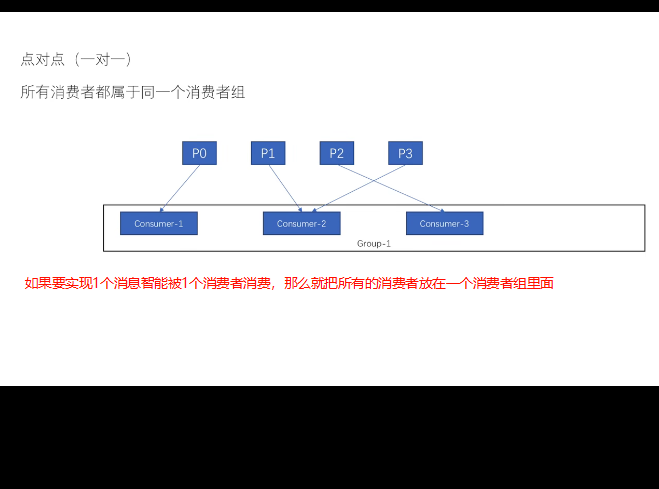 点对点（一对一）
所有消费者都属于同一个消费者组
P0 P1 P2 P3
Consumer-1 Consumer-2 Consumer-3
Group-1
如果要实现1个消息智能被1个消费者消费，那么就把所有的消费者放在一个消费者组里面